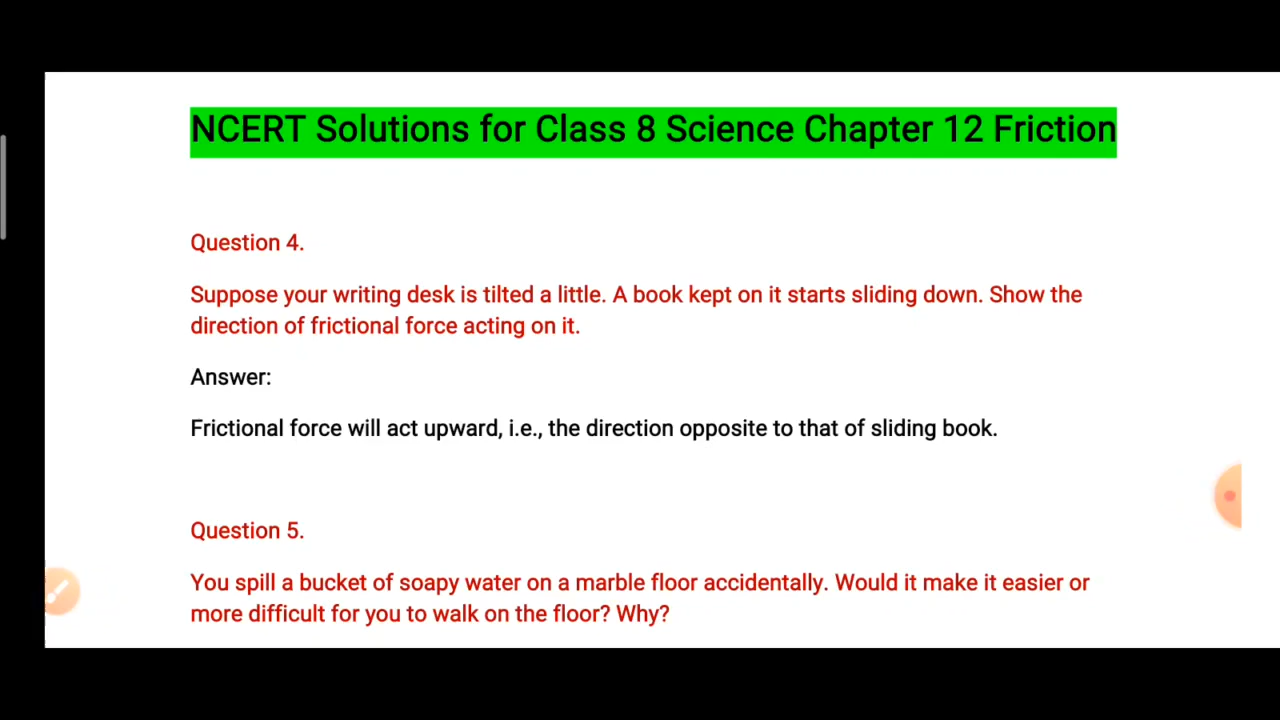 NCERT Solutions for Class 8 Science Chapter 12 Friction
Question 4.
Suppose your writing desk is tilted a little. A book kept on it starts sliding down. Show the
direction of frictional force acting on it.
Answer:
Frictional force will act upward, i.e., the direction opposite to that of sliding book.
Question 5.
You spill a bucket of soapy water on a marble floor accidentally. Would it make it easier or
more difficult for you to walk on the floor? Why?